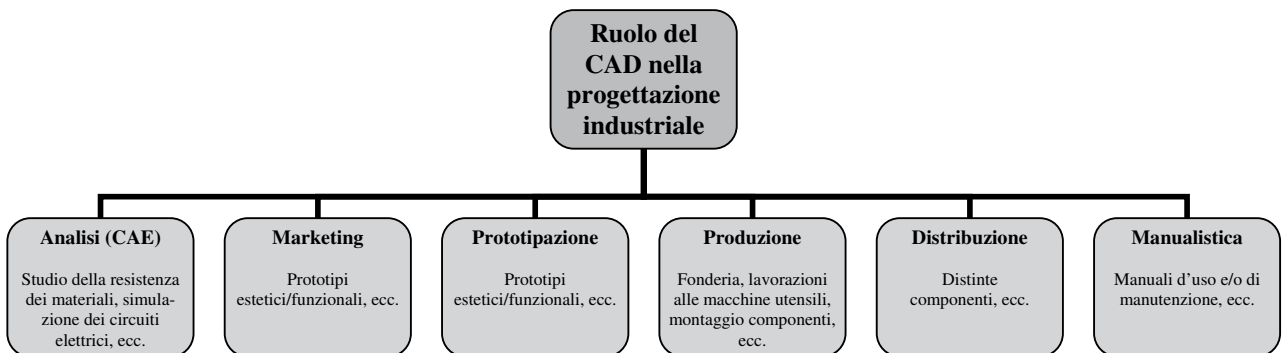 Ruolo del
CAD nella
progettazione
industriale
Analisi (CAE)
Studio della resistenza
dei materiali, simula-
zione dei circuiti
elettrici, ecc.
Marketing
Prototipi
estetici/funzionali, ecc.
Prototipazione
Prototipi
estetici/funzionali, ecc.
Produzione
Fonderia, lavorazioni
alle macchine utensili,
montaggio componenti,
ecc.
Distribuzione
Distinte
componenti, ecc.
Manualistica
Manuali d’uso e/o di
manutenzione, ecc.